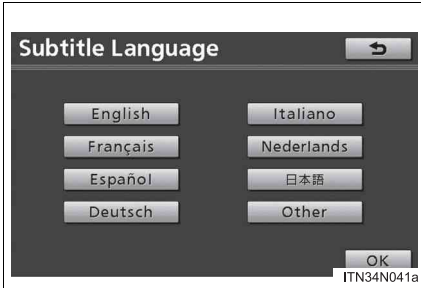 Subtitle Language
English
Italiano
Français
Nederlands
Español
日本語
Deutsch
Other
OK
ITN34N041a